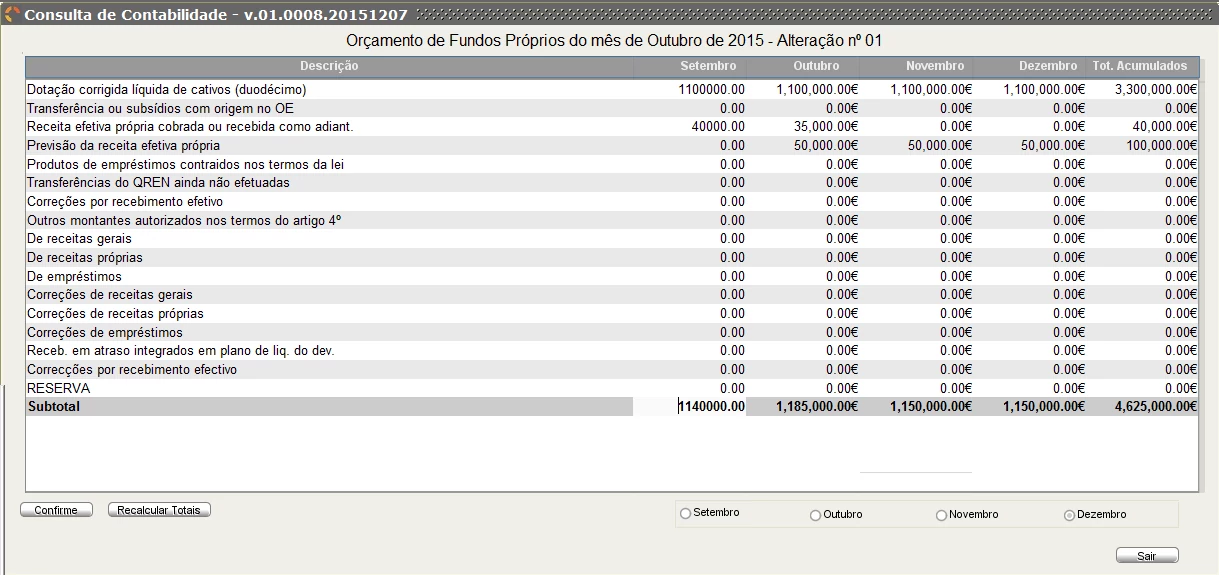 Consulta de Contabilidade - v.01.0008.20151207
Orçamento de Fundos Próprios do mês de Outubro de 2015 - Alteração nº 01
Descrição Setembro Outubro Novembro Dezembro Tot. Acumulados
Dotação corrigida líquida de cativos (duodécimo) 1100000.00 1,100,000.00€ 1,100,000.00€ 1,100,000.00€ 3,300,000.00€
Transferência ou subsídios com origem no OE 0.00 0.00€ 0.00€ 0.00€ 0.00€
Receita efetiva própria cobrada ou recebida como adiant. 40000.00 35,000.00€ 0.00€ 0.00€ 40,000.00€
Previsão da receita efetiva própria 0.00 50,000.00€ 50,000.00€ 50,000.00€ 100,000.00€
Produtos de empréstimos contraidos nos termos da lei 0.00 0.00€ 0.00€ 0.00€ 0.00€
Transferências do QREN ainda não efetuadas 0.00 0.00€ 0.00€ 0.00€ 0.00€
Correções por recebimento efetivo 0.00 0.00€ 0.00€ 0.00€ 0.00€
Outros montantes autorizados nos termos do artigo 4º 0.00 0.00€ 0.00€ 0.00€ 0.00€
De receitas gerais 0.00 0.00€ 0.00€ 0.00€ 0.00€
De receitas próprias 0.00 0.00€ 0.00€ 0.00€ 0.00€
De empréstimos 0.00 0.00€ 0.00€ 0.00€ 0.00€
Correções de receitas gerais 0.00 0.00€ 0.00€ 0.00€ 0.00€
Correções de receitas próprias 0.00 0.00€ 0.00€ 0.00€ 0.00€
Correções de empréstimos 0.00 0.00€ 0.00€ 0.00€ 0.00€
Receb. em atraso integrados em plano de liq. do dev. 0.00 0.00€ 0.00€ 0.00€ 0.00€
Correcções por recebimento efectivo 0.00 0.00€ 0.00€ 0.00€ 0.00€
RESERVA 0.00 0.00€ 0.00€ 0.00€ 0.00€
Subtotal 1140000.00 1,185,000.00€ 1,150,000.00€ 1,150,000.00€ 4,625,000.00€
Confirme Recalcular Totais Setembro Outubro Novembro Dezembro
Sair